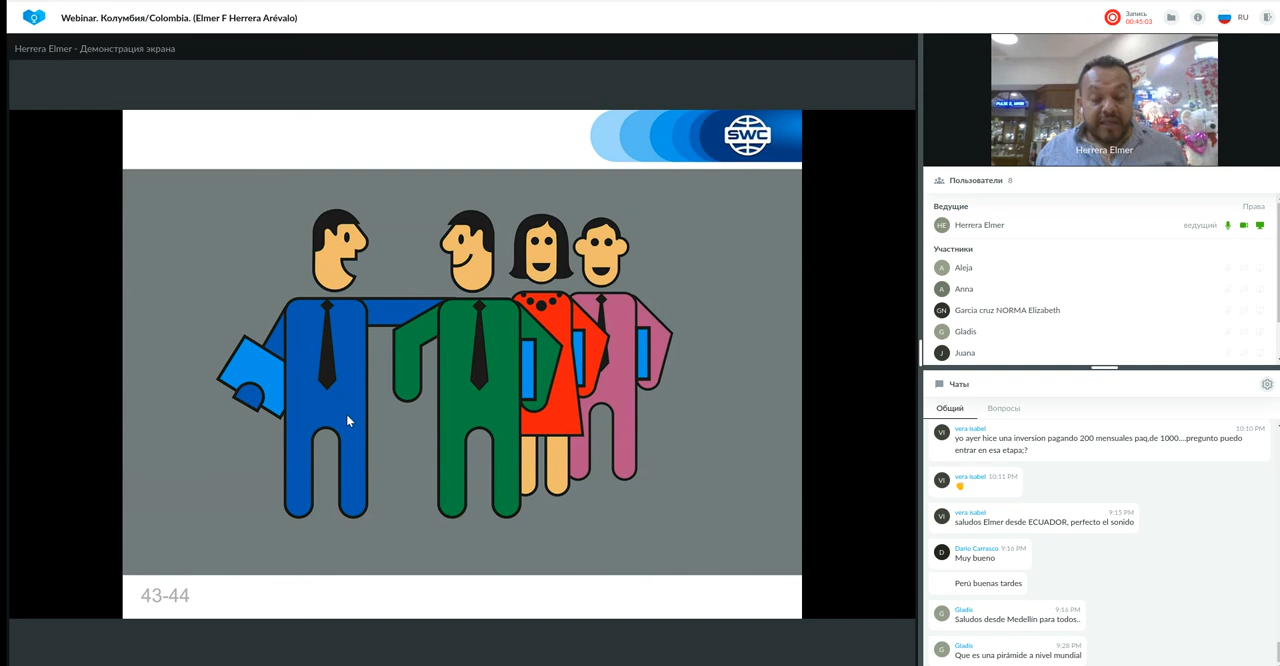 Webinar. Колумбия/Colombia. (Elmer F Herrera Arévalo)
Запись
00:45:03
RU
Herrera Elmer - Демонстрация экрана
SWC
43-44
Herrera Elmer
Пользователи 8
Ведущие Права
HE Herrera Elmer ведущий
Участники
A Aleja
A Anna
GN Garcia cruz NORMA Elizabeth
G Gladis
J Juana
Чаты
Общий Вопросы
VI vera isabel 10:10 PM
yo ayer hice una inversion pagando 200 mensuales paq,de 1000....pregunto puedo
entrar en esa etapa;?
VI vera isabel 10:11 PM
VI vera isabel 9:15 PM
saludos Elmer desde ECUADOR, perfecto el sonido
D Dario Carrasco 9:16 PM
Muy bueno
Perú buenas tardes
G Gladis 9:16 PM
Saludos desde Medellín para todos..
G Gladis 9:28 PM
Que es una pirámide a nivel mundial